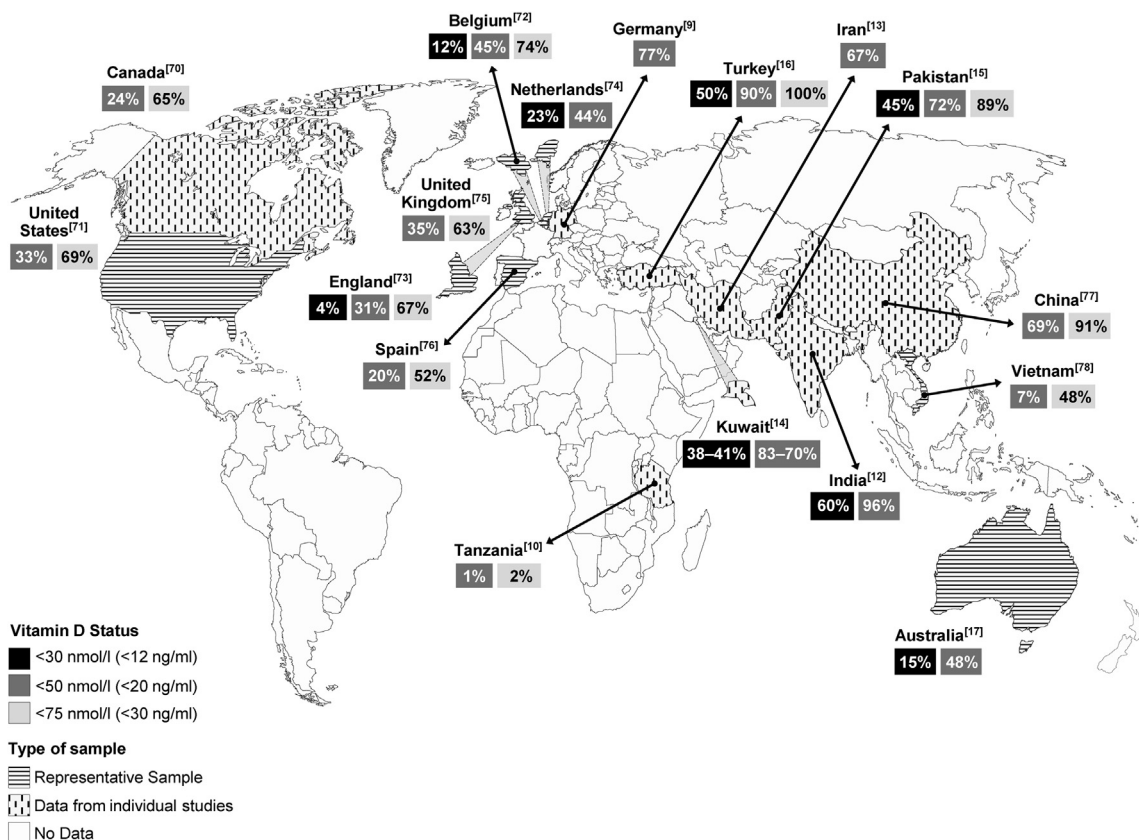 Belgium[72]
12% 45% 74%
Germany[9]
77%
Iran[13]
67%
Canada[70]
24% 65%
Netherlands[74]
23% 44%
Turkey[16]
50% 90% 100%
Pakistan[15]
45% 72% 89%
United
States[71]
33% 69%
United
Kingdom[75]
35% 63%
England[73]
4% 31% 67%
Spain[76]
20% 52%
China[77]
69% 91%
Vietnam[78]
7% 48%
Kuwait[14]
38–41% 83–70%
India[12]
60% 96%
Tanzania[10]
1% 2%
Australia[17]
15% 48%
Vitamin D Status
<30 nmol/l (<12 ng/ml)
<50 nmol/l (<20 ng/ml)
<75 nmol/l (<30 ng/ml)
Type of sample
Representative Sample
Data from individual studies
No Data